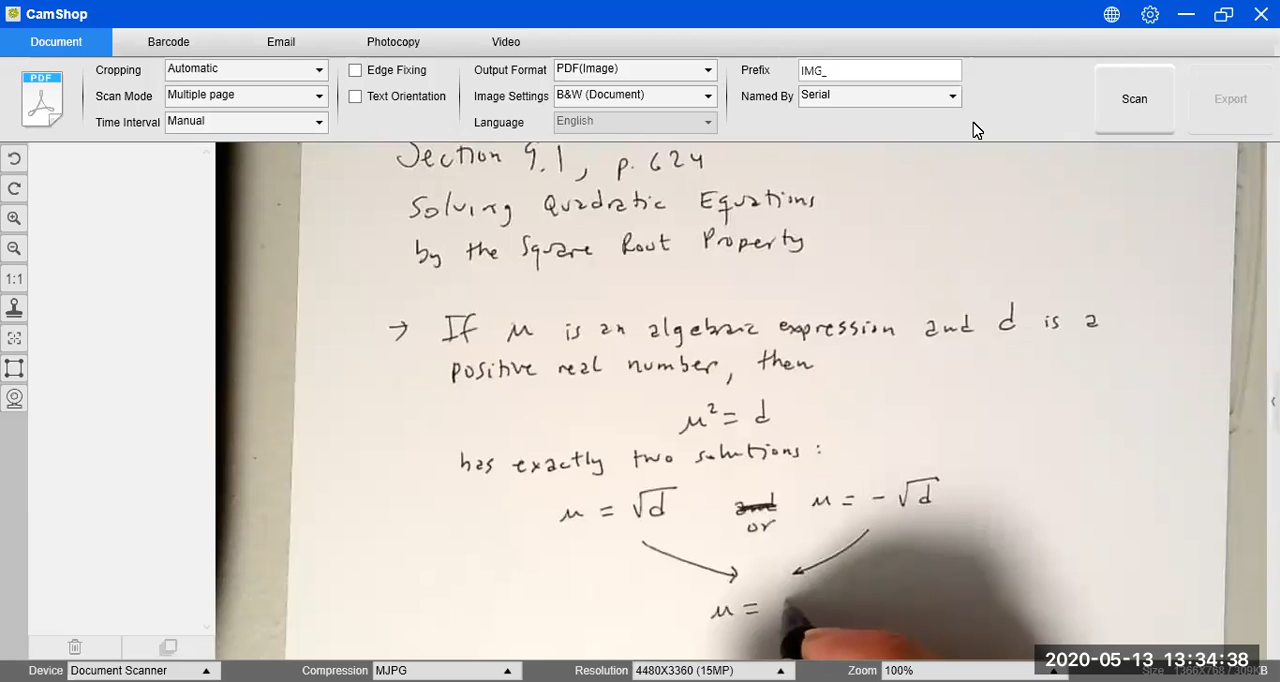 CamShop
Document Barcode Email Photocopy Video
PDF
Cropping Automatic
Scan Mode Multiple page
Time Interval Manual
Edge Fixing
Text Orientation
Output Format PDF(Image)
Image Settings B&W (Document)
Language English
Prefix IMG_
Named By Serial
Scan
Export
1:1
Section 9.1, p. 624
Solving Quadratic Equations
by the Square Root Property
→ If u is an algebraic expression and d is a
positive real number, then
u² = d
has exactly two solutions:
u = √d and u = -√d
or
u =
Device Document Scanner Compression MJPG Resolution 4480X3360 (15MP) Zoom 100%
2020-05-13 13:34:38